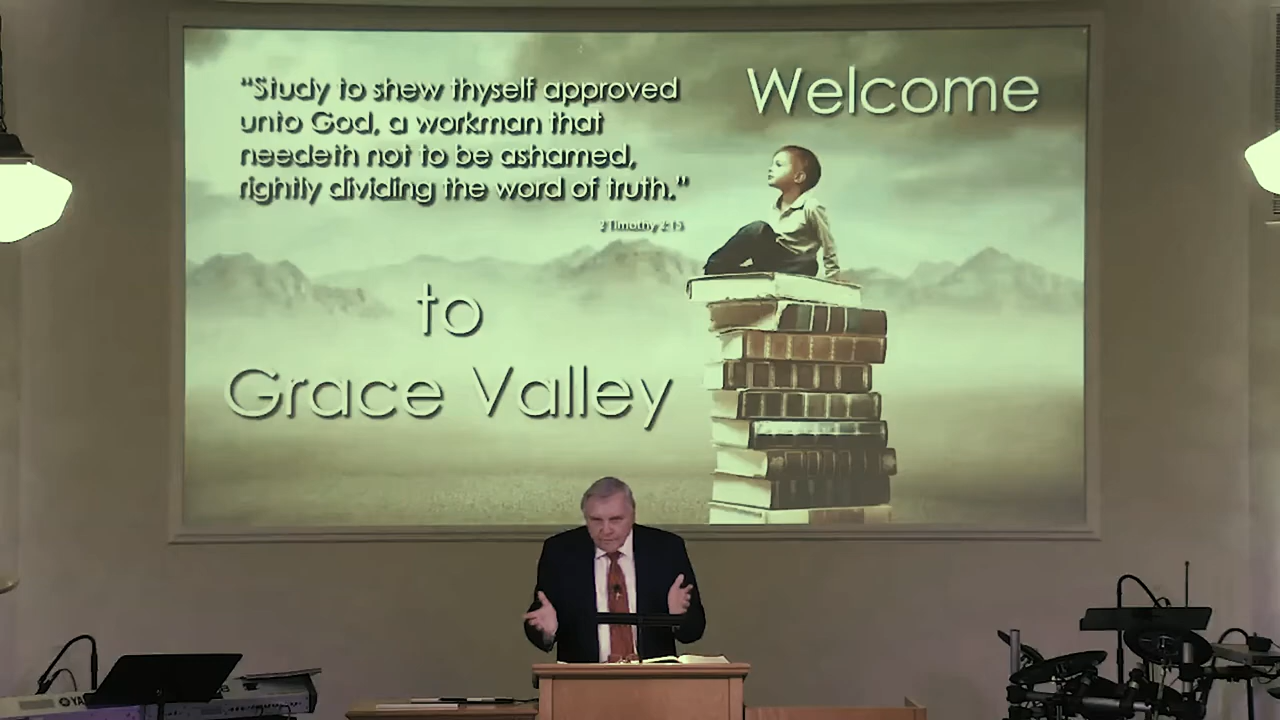 "Study to shew thyself approved
unto God, a workman that
needeth not to be ashamed,
rightly dividing the word of truth."
2 Timothy 2:15
Welcome
to
Grace Valley
YA